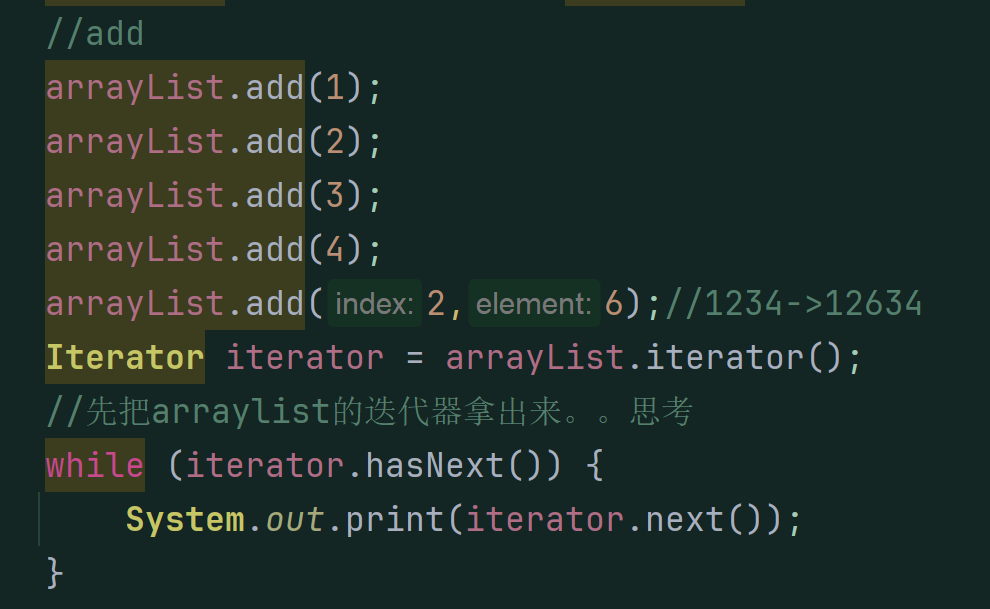 //add
arrayList.add(1);
arrayList.add(2);
arrayList.add(3);
arrayList.add(4);
arrayList.add( index: 2, element: 6);//1234->12634
Iterator iterator = arrayList.iterator();
//先把arraylist的迭代器拿出来。。思考
while (iterator.hasNext()) {
    System.out.print(iterator.next());
}